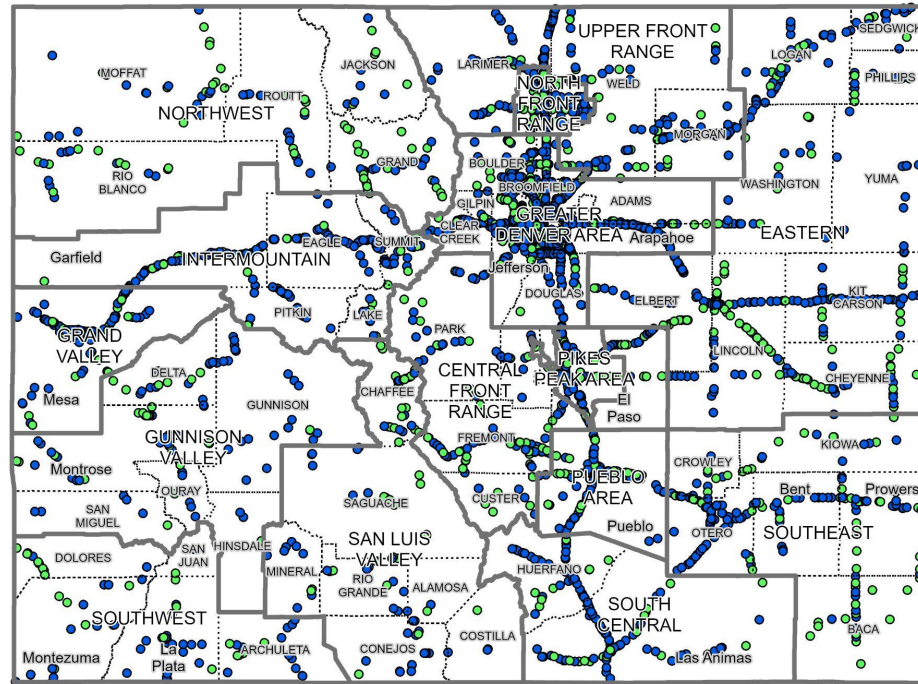 UPPER FRONT
RANGE
SEDGWICK
LOGAN
PHILLIPS
MOFFAT
JACKSON
LARIMER
NORTH
FRONT
RANGE
WELD
ROUTT
NORTHWEST
MORGAN
GRAND
BOULDER
RIO
BLANCO
BROOMFIELD
ADAMS
WASHINGTON
YUMA
GILPIN
CLEAR
CREEK
GREATER
DENVER AREA
Arapahoe
EASTERN
Garfield
EAGLE
SUMMIT
INTERMOUNTAIN
Jefferson
DOUGLAS
ELBERT
KIT
CARSON
PITKIN
LAKE
PARK
GRAND
VALLEY
LINCOLN
Mesa
DELTA
CENTRAL
FRONT
RANGE
PIKES
PEAK AREA
CHEYENNE
CHAFFEE
El
Paso
GUNNISON
GUNNISON
VALLEY
FREMONT
KIOWA
Montrose
CROWLEY
OURAY
PUEBLO
AREA
Bent
Prowers
SAN
MIGUEL
SAGUACHE
CUSTER
Pueblo
OTERO
SOUTHEAST
DOLORES
SAN
JUAN
HINSDALE
SAN LUIS
VALLEY
MINERAL
RIO
GRANDE
ALAMOSA
HUERFANO
SOUTHWEST
SOUTH
CENTRAL
BACA
Montezuma
La
Plata
ARCHULETA
CONEJOS
COSTILLA
Las Animas